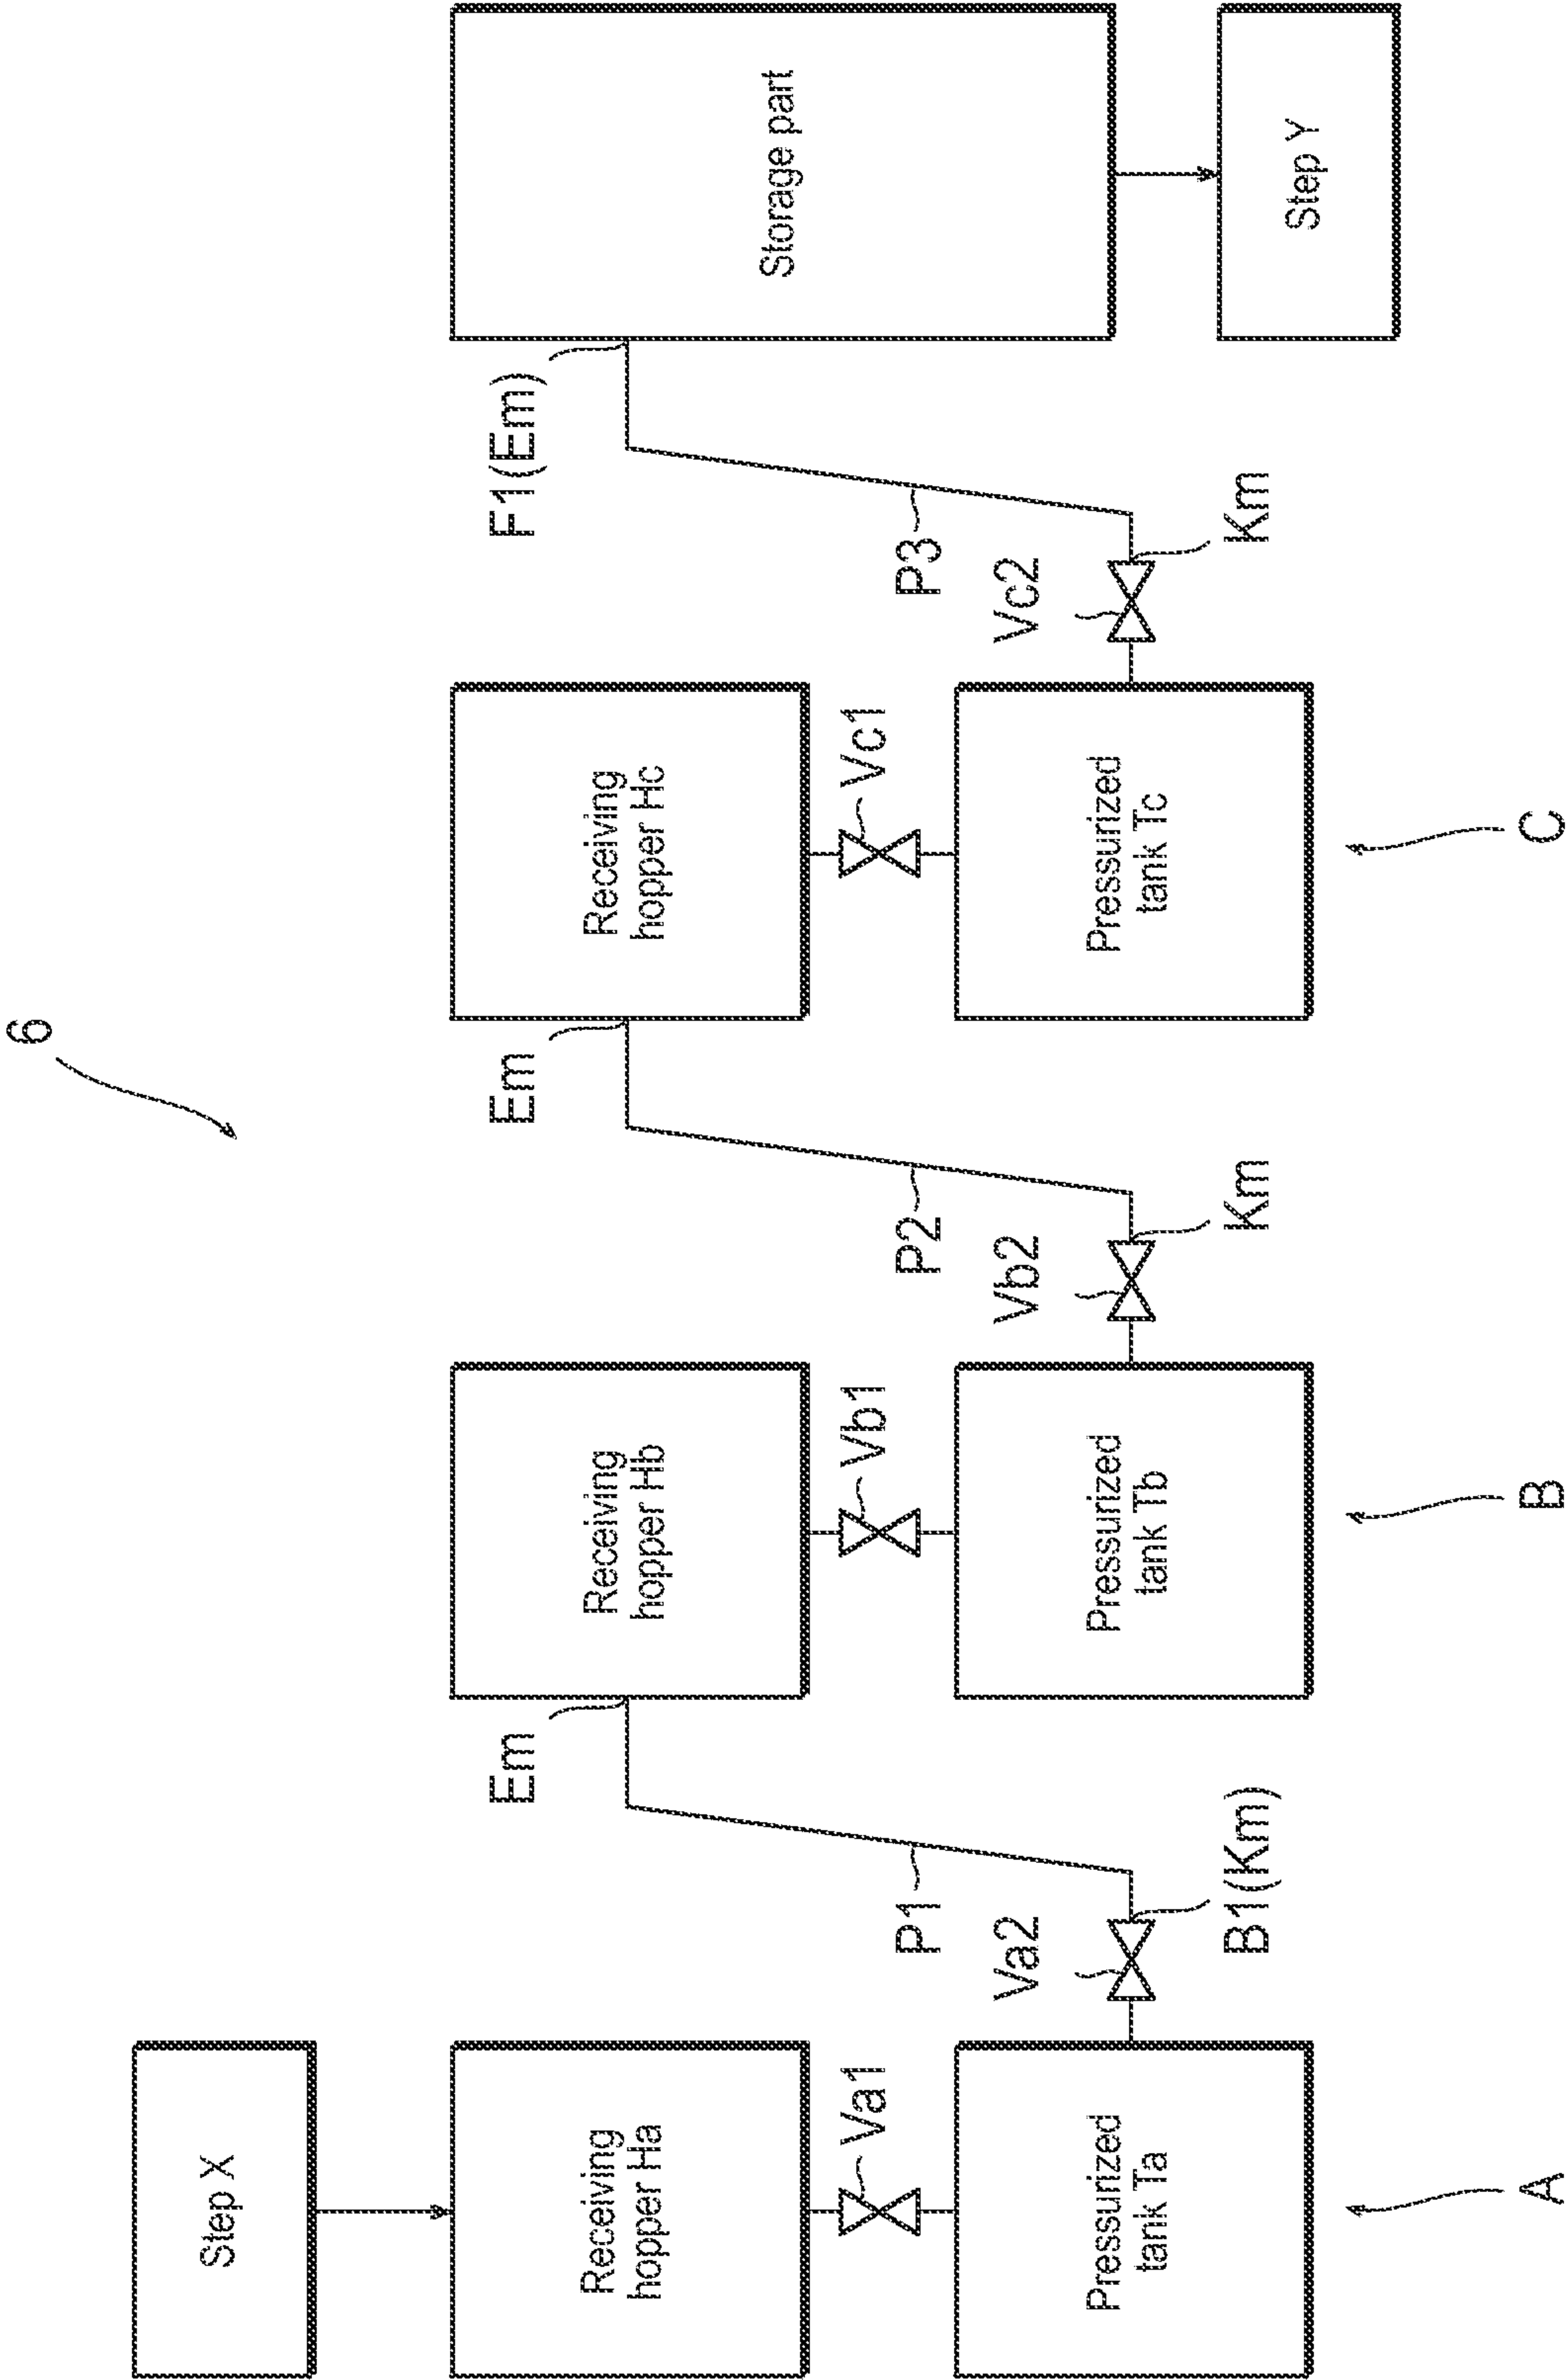 6
Step X
Receiving
hopper Ha
Va1
Pressurized
tank Ta
A
Va2
B1(Km)
P1
Em
Receiving
hopper Hb
Vb1
Pressurized
tank Tb
B
Vb2
Km
P2
Em
Receiving
hopper Hc
Vc1
Pressurized
tank Tc
C
Vc2
Km
P3
F1(Em)
Storage part
Step Y